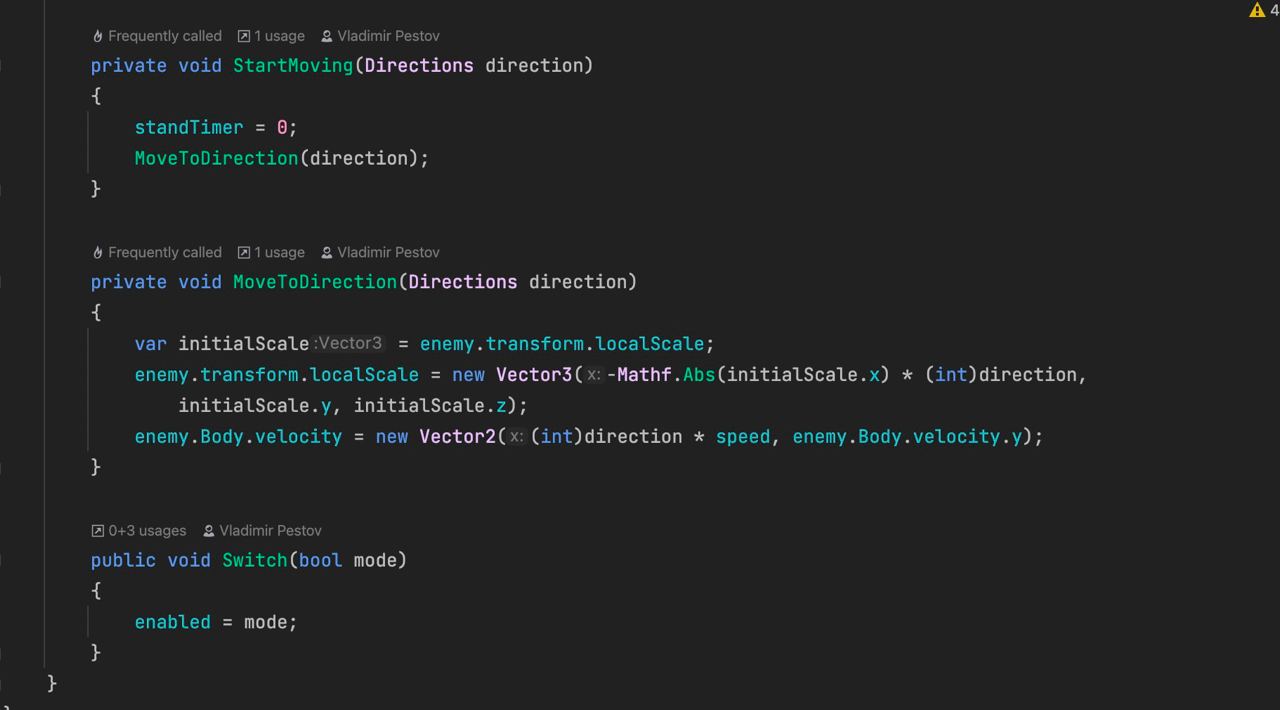 4
Frequently called 1 usage Vladimir Pestov
private void StartMoving(Directions direction)
{
standTimer = 0;
MoveToDirection(direction);
}
Frequently called 1 usage Vladimir Pestov
private void MoveToDirection(Directions direction)
{
var initialScale :Vector3 = enemy.transform.localScale;
enemy.transform.localScale = new Vector3( x: -Mathf.Abs(initialScale.x) * (int)direction,
initialScale.y, initialScale.z);
enemy.Body.velocity = new Vector2( x: (int)direction * speed, enemy.Body.velocity.y);
}
0+3 usages Vladimir Pestov
public void Switch(bool mode)
{
enabled = mode;
}
}